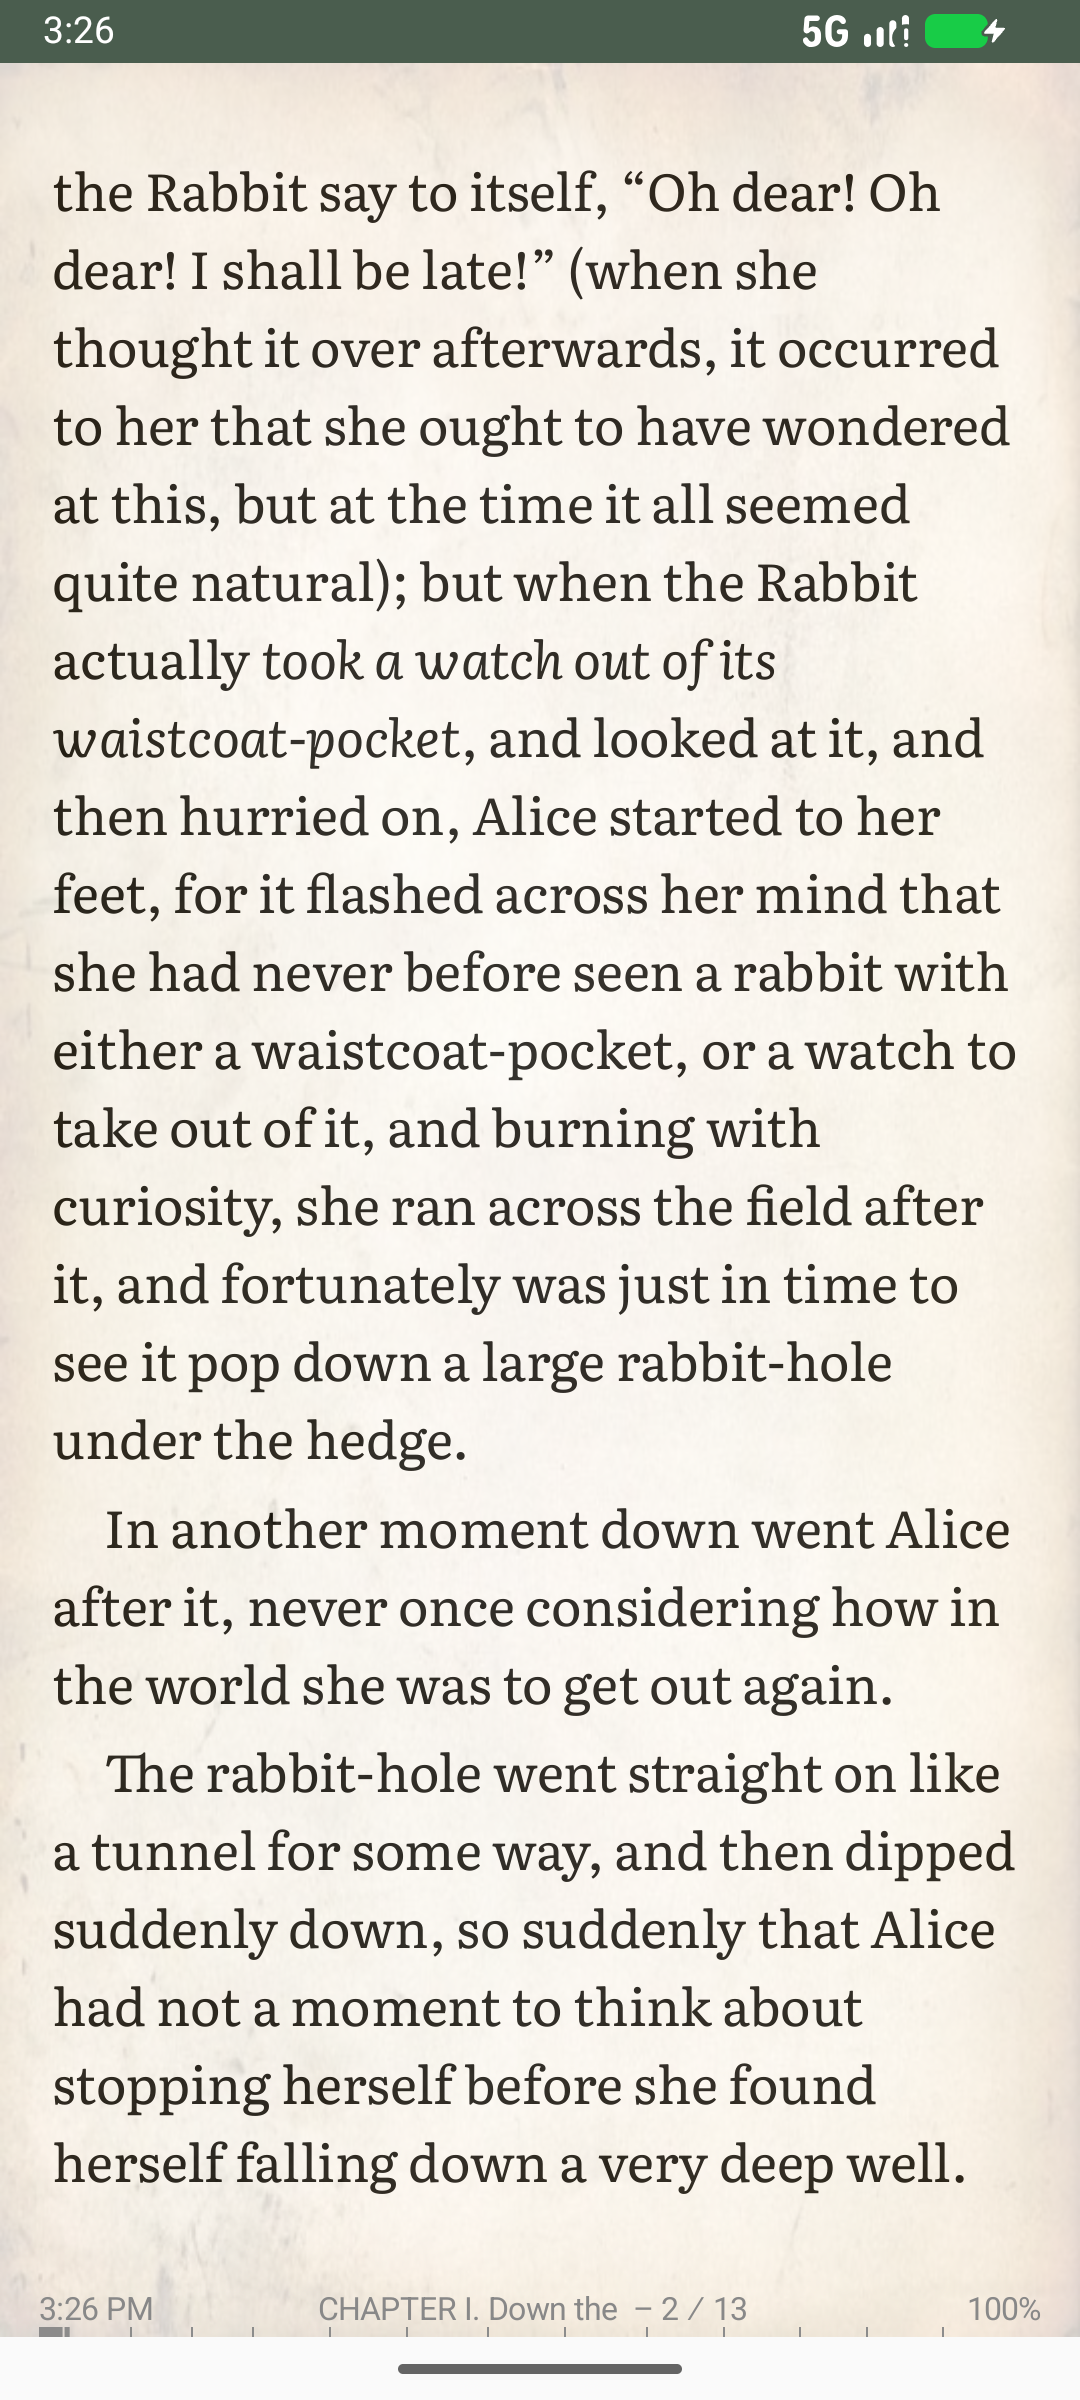 3:26 5G
the Rabbit say to itself, “Oh dear! Oh
dear! I shall be late!” (when she
thought it over afterwards, it occurred
to her that she ought to have wondered
at this, but at the time it all seemed
quite natural); but when the Rabbit
actually took a watch out of its
waistcoat-pocket, and looked at it, and
then hurried on, Alice started to her
feet, for it flashed across her mind that
she had never before seen a rabbit with
either a waistcoat-pocket, or a watch to
take out of it, and burning with
curiosity, she ran across the field after
it, and fortunately was just in time to
see it pop down a large rabbit-hole
under the hedge.
In another moment down went Alice
after it, never once considering how in
the world she was to get out again.
The rabbit-hole went straight on like
a tunnel for some way, and then dipped
suddenly down, so suddenly that Alice
had not a moment to think about
stopping herself before she found
herself falling down a very deep well.
3:26 PM CHAPTER I. Down the – 2 / 13 100%